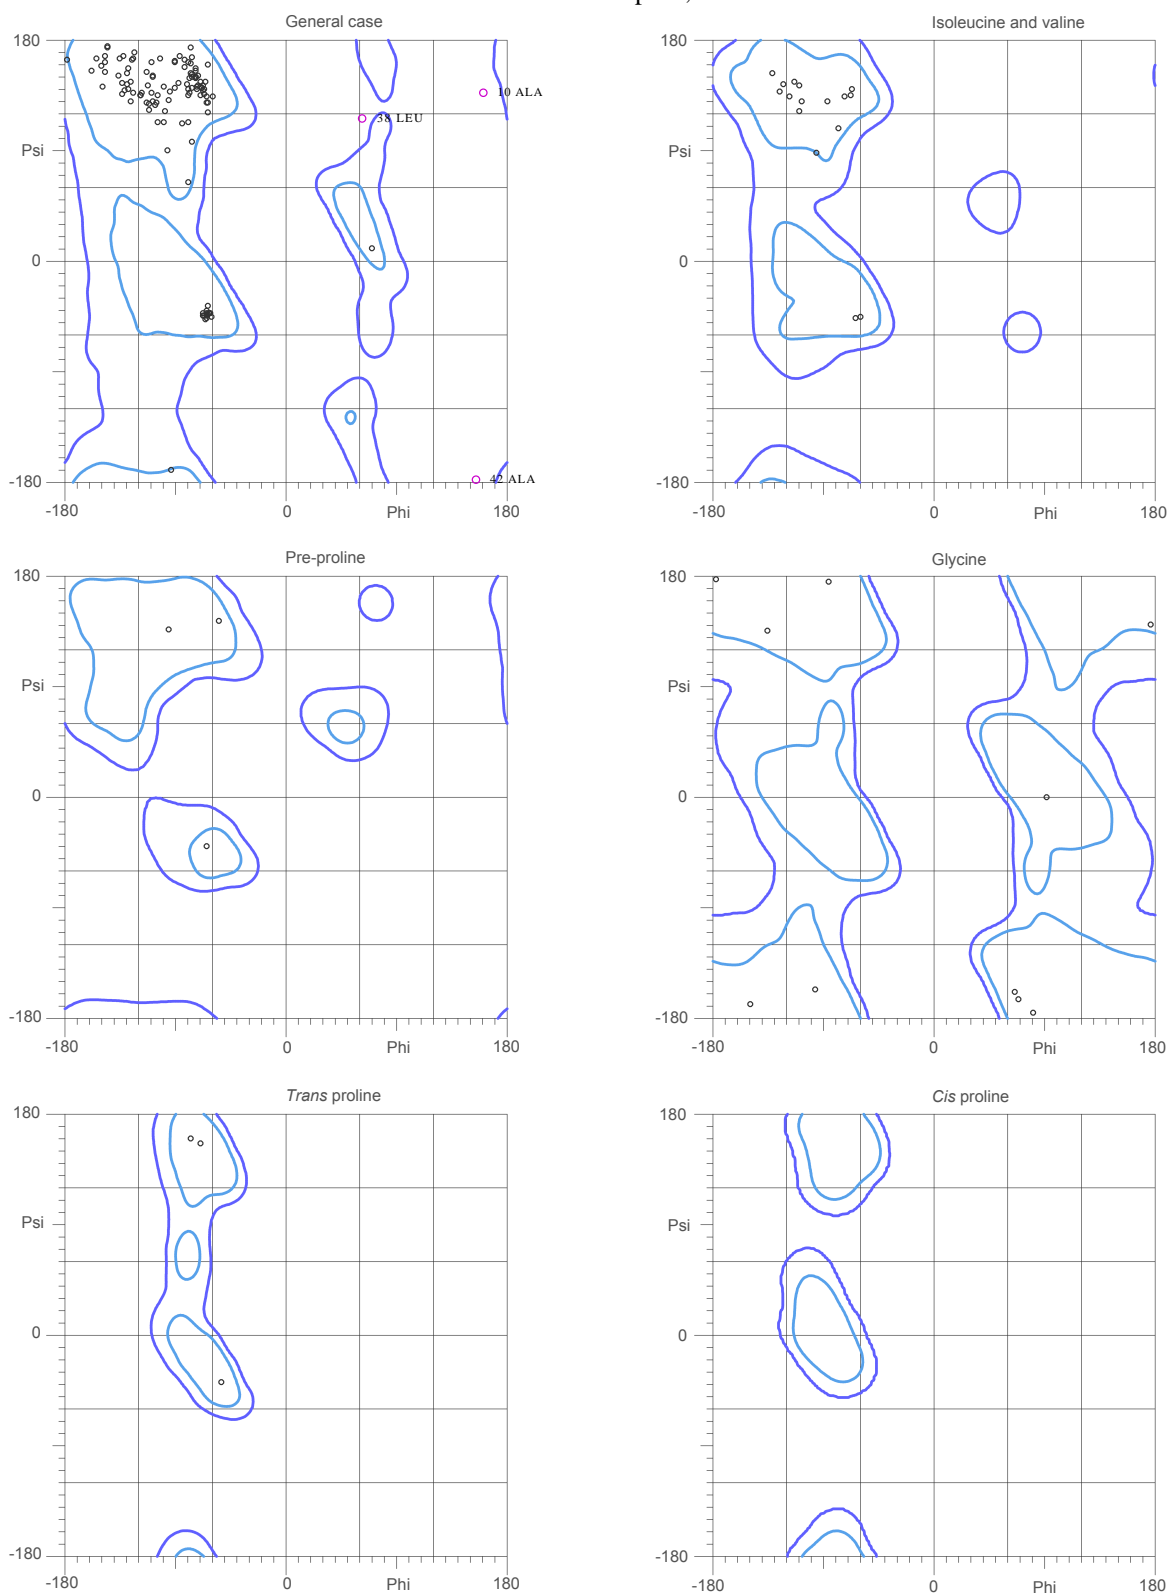 General case
Isoleucine and valine
180
Psi
0
-180
-180
0
Phi
180
10 ALA
38 LEU
42 ALA
180
Psi
0
-180
-180
0
Phi
180
Pre-proline
Glycine
180
Psi
0
-180
-180
0
Phi
180
180
Psi
0
-180
-180
0
Phi
180
Trans proline
Cis proline
180
Psi
0
-180
-180
0
Phi
180
180
Psi
0
-180
-180
0
Phi
180